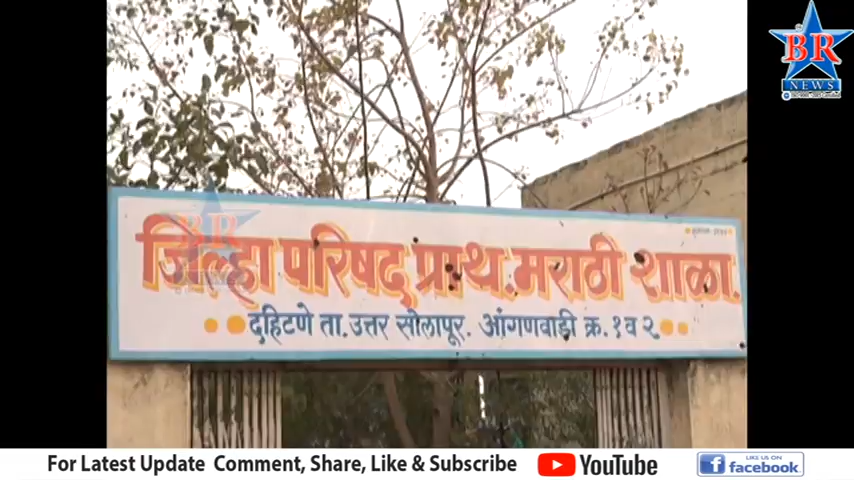 BR
NEWS
जिल्हा परिषद प्राथ. मराठी शाळा.
दहिटणे ता. उत्तर सोलापूर. आंगणवाडी क्र. १ व २
For Latest Update Comment, Share, Like & Subscribe
YouTube
LIKE US ON
facebook